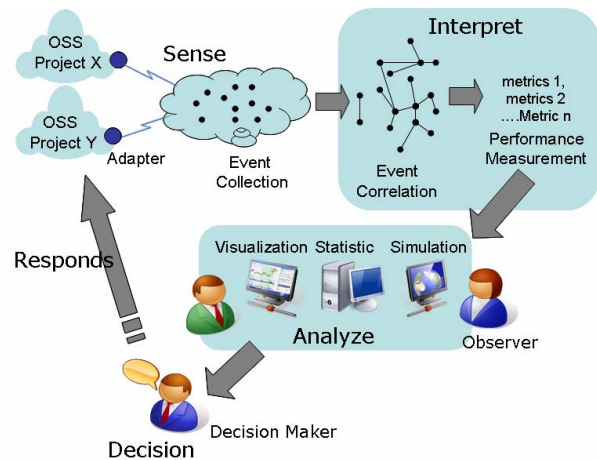 OSS
Project X
OSS
Project Y
Adapter
Sense
Event
Collection
Interpret
Event
Correlation
metrics 1,
metrics 2
….Metric n
Performance
Measurement
Visualization
Statistic
Simulation
Analyze
Observer
Responds
Decision Maker
Decision